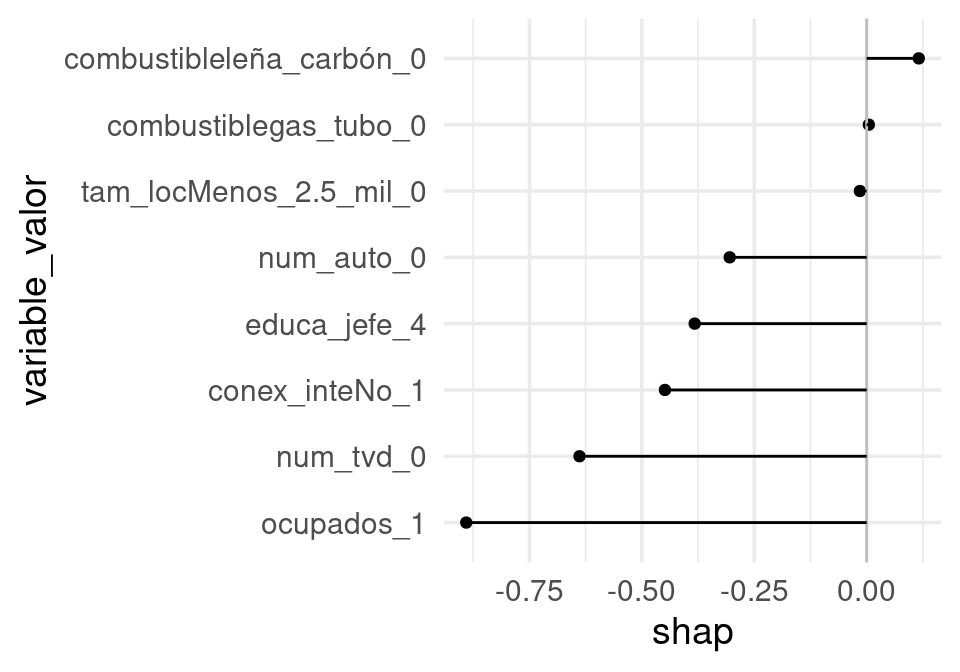 variable_valor
combustibleleña_carbón_0
combustiblegas_tubo_0
tam_locMenos_2.5_mil_0
num_auto_0
educa_jefe_4
conex_inteNo_1
num_tvd_0
ocupados_1
-0.75 -0.50 -0.25 0.00
shap